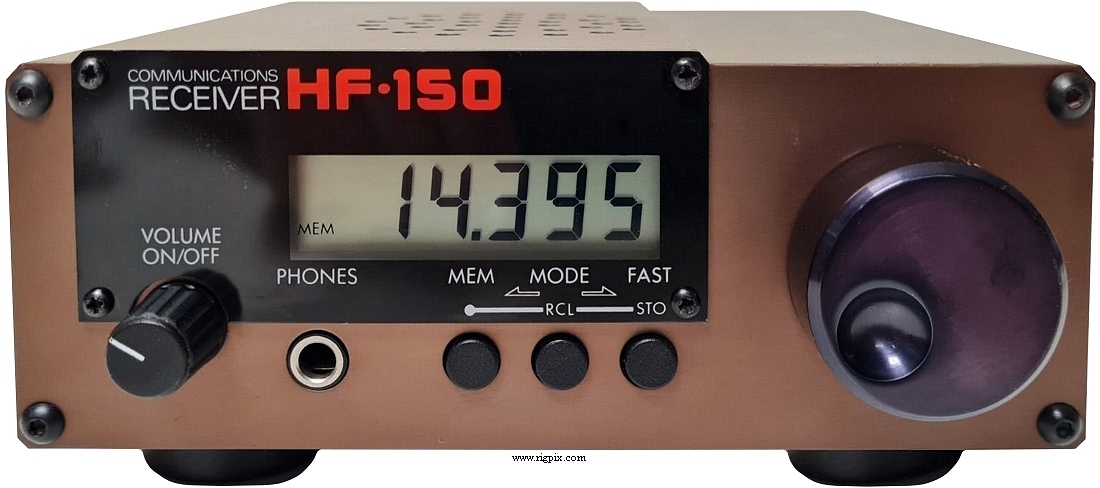 COMMUNICATIONS
RECEIVER HF·150
14.395
MEM
VOLUME
ON/OFF
PHONES MEM MODE FAST
RCL STO
www.rigpix.com